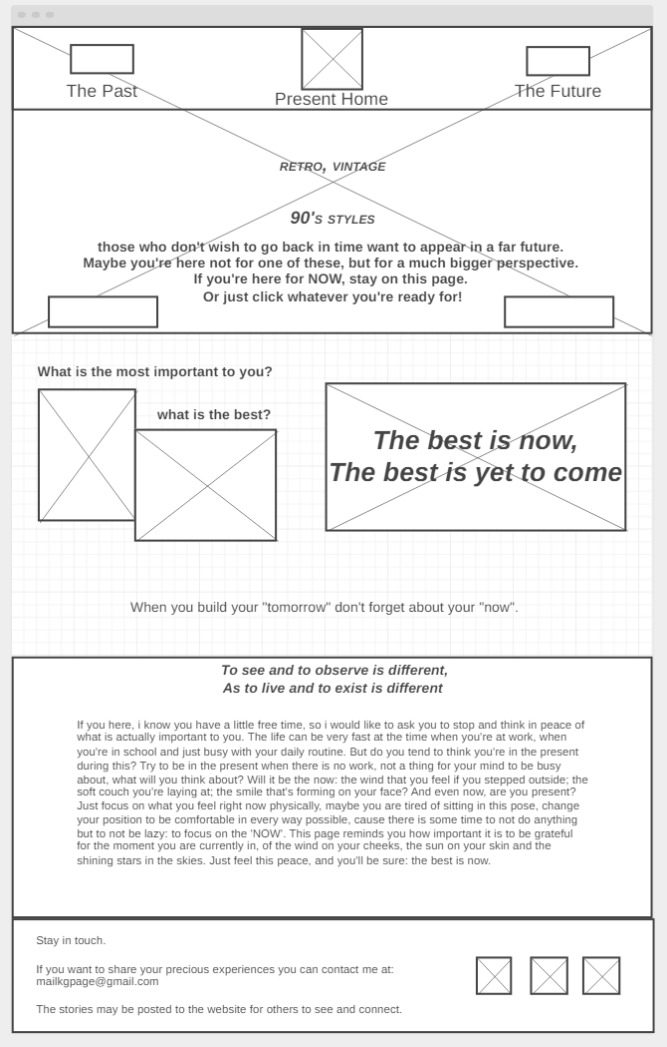 The Past
Present Home
The Future
RETRO, VINTAGE
90'S STYLES
those who don't wish to go back in time want to appear in a far future.
Maybe you're here not for one of these, but for a much bigger perspective.
If you're here for NOW, stay on this page.
Or just click whatever you're ready for!
What is the most important to you?
what is the best?
The best is now,
The best is yet to come
When you build your "tomorrow" don't forget about your "now".
To see and to observe is different,
As to live and to exist is different
If you here, i know you have a little free time, so i would like to ask you to stop and think in peace of
what is actually important to you. The life can be very fast at the time when you're at work, when
you're in school and just busy with your daily routine. But do you tend to think you're in the present
during this? Try to be in the present when there is no work, not a thing for your mind to be busy
about, what will you think about? Will it be the now: the wind that you feel if you stepped outside; the
soft couch you're laying at; the smile that's forming on your face? And even now, are you present?
Just focus on what you feel right now physically, maybe you are tired of sitting in this pose, change
your position to be comfortable in every way possible, cause there is some time to not do anything
but to not be lazy: to focus on the 'NOW'. This page reminds you how important it is to be grateful
for the moment you are currently in, of the wind on your cheeks, the sun on your skin and the
shining stars in the skies. Just feel this peace, and you'll be sure: the best is now.
Stay in touch.
If you want to share your precious experiences you can contact me at:
mailkgpage@gmail.com
The stories may be posted to the website for others to see and connect.